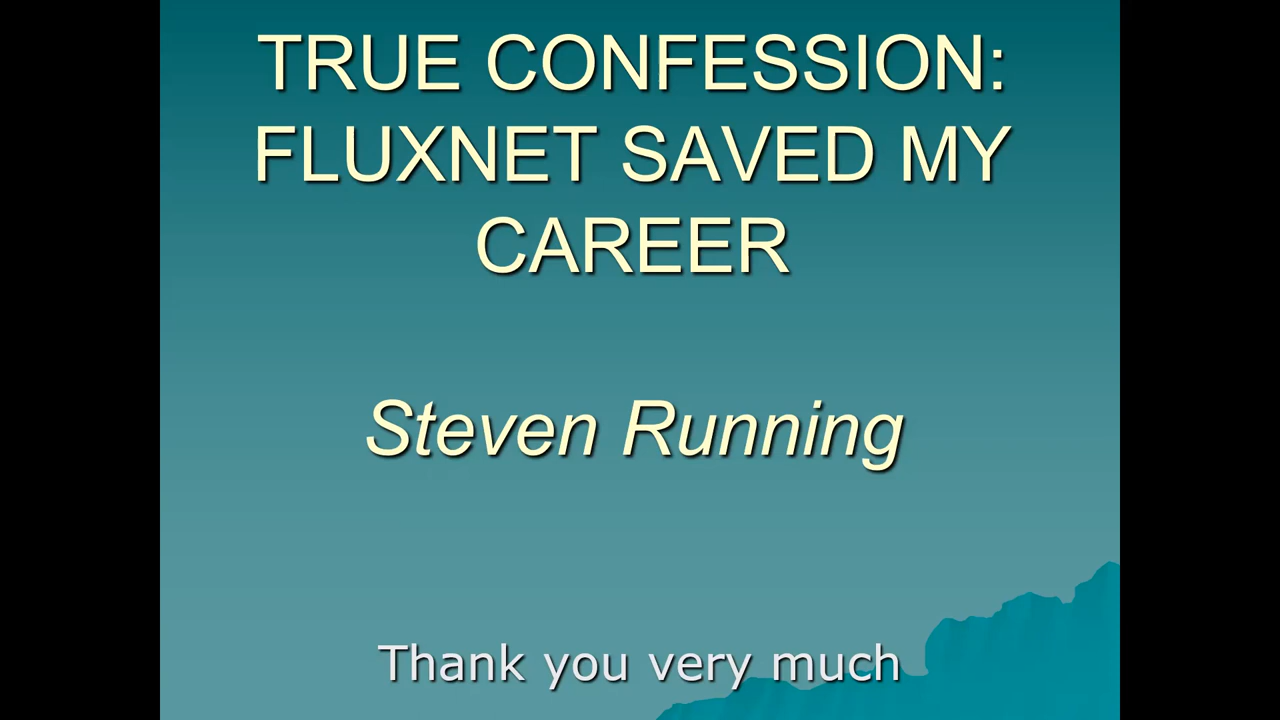 TRUE CONFESSION:
FLUXNET SAVED MY
CAREER
Steven Running
Thank you very much